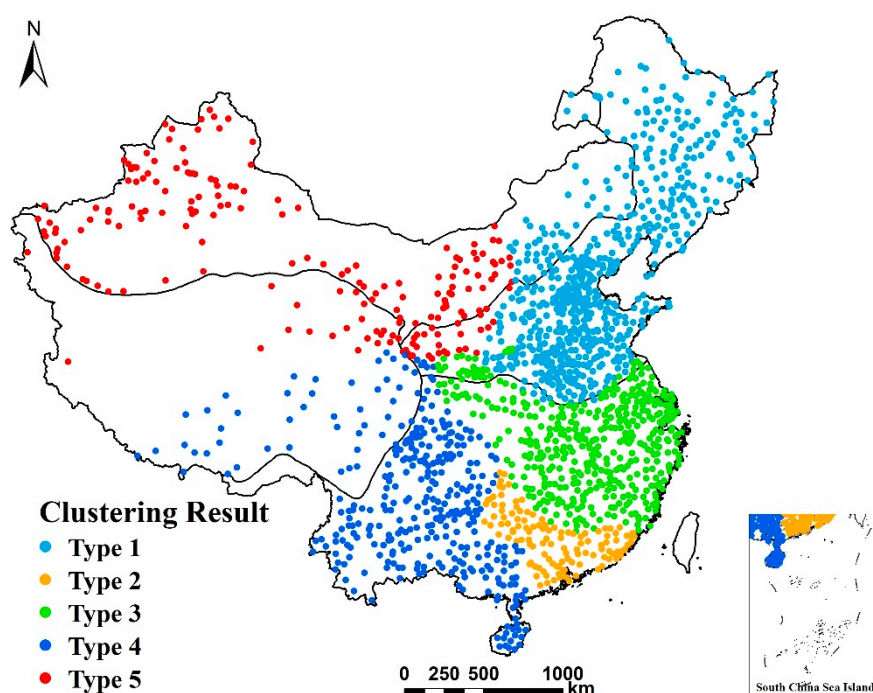 N
Clustering Result
Type 1
Type 2
Type 3
Type 4
Type 5
0 250 500 1000
km
South China Sea Island